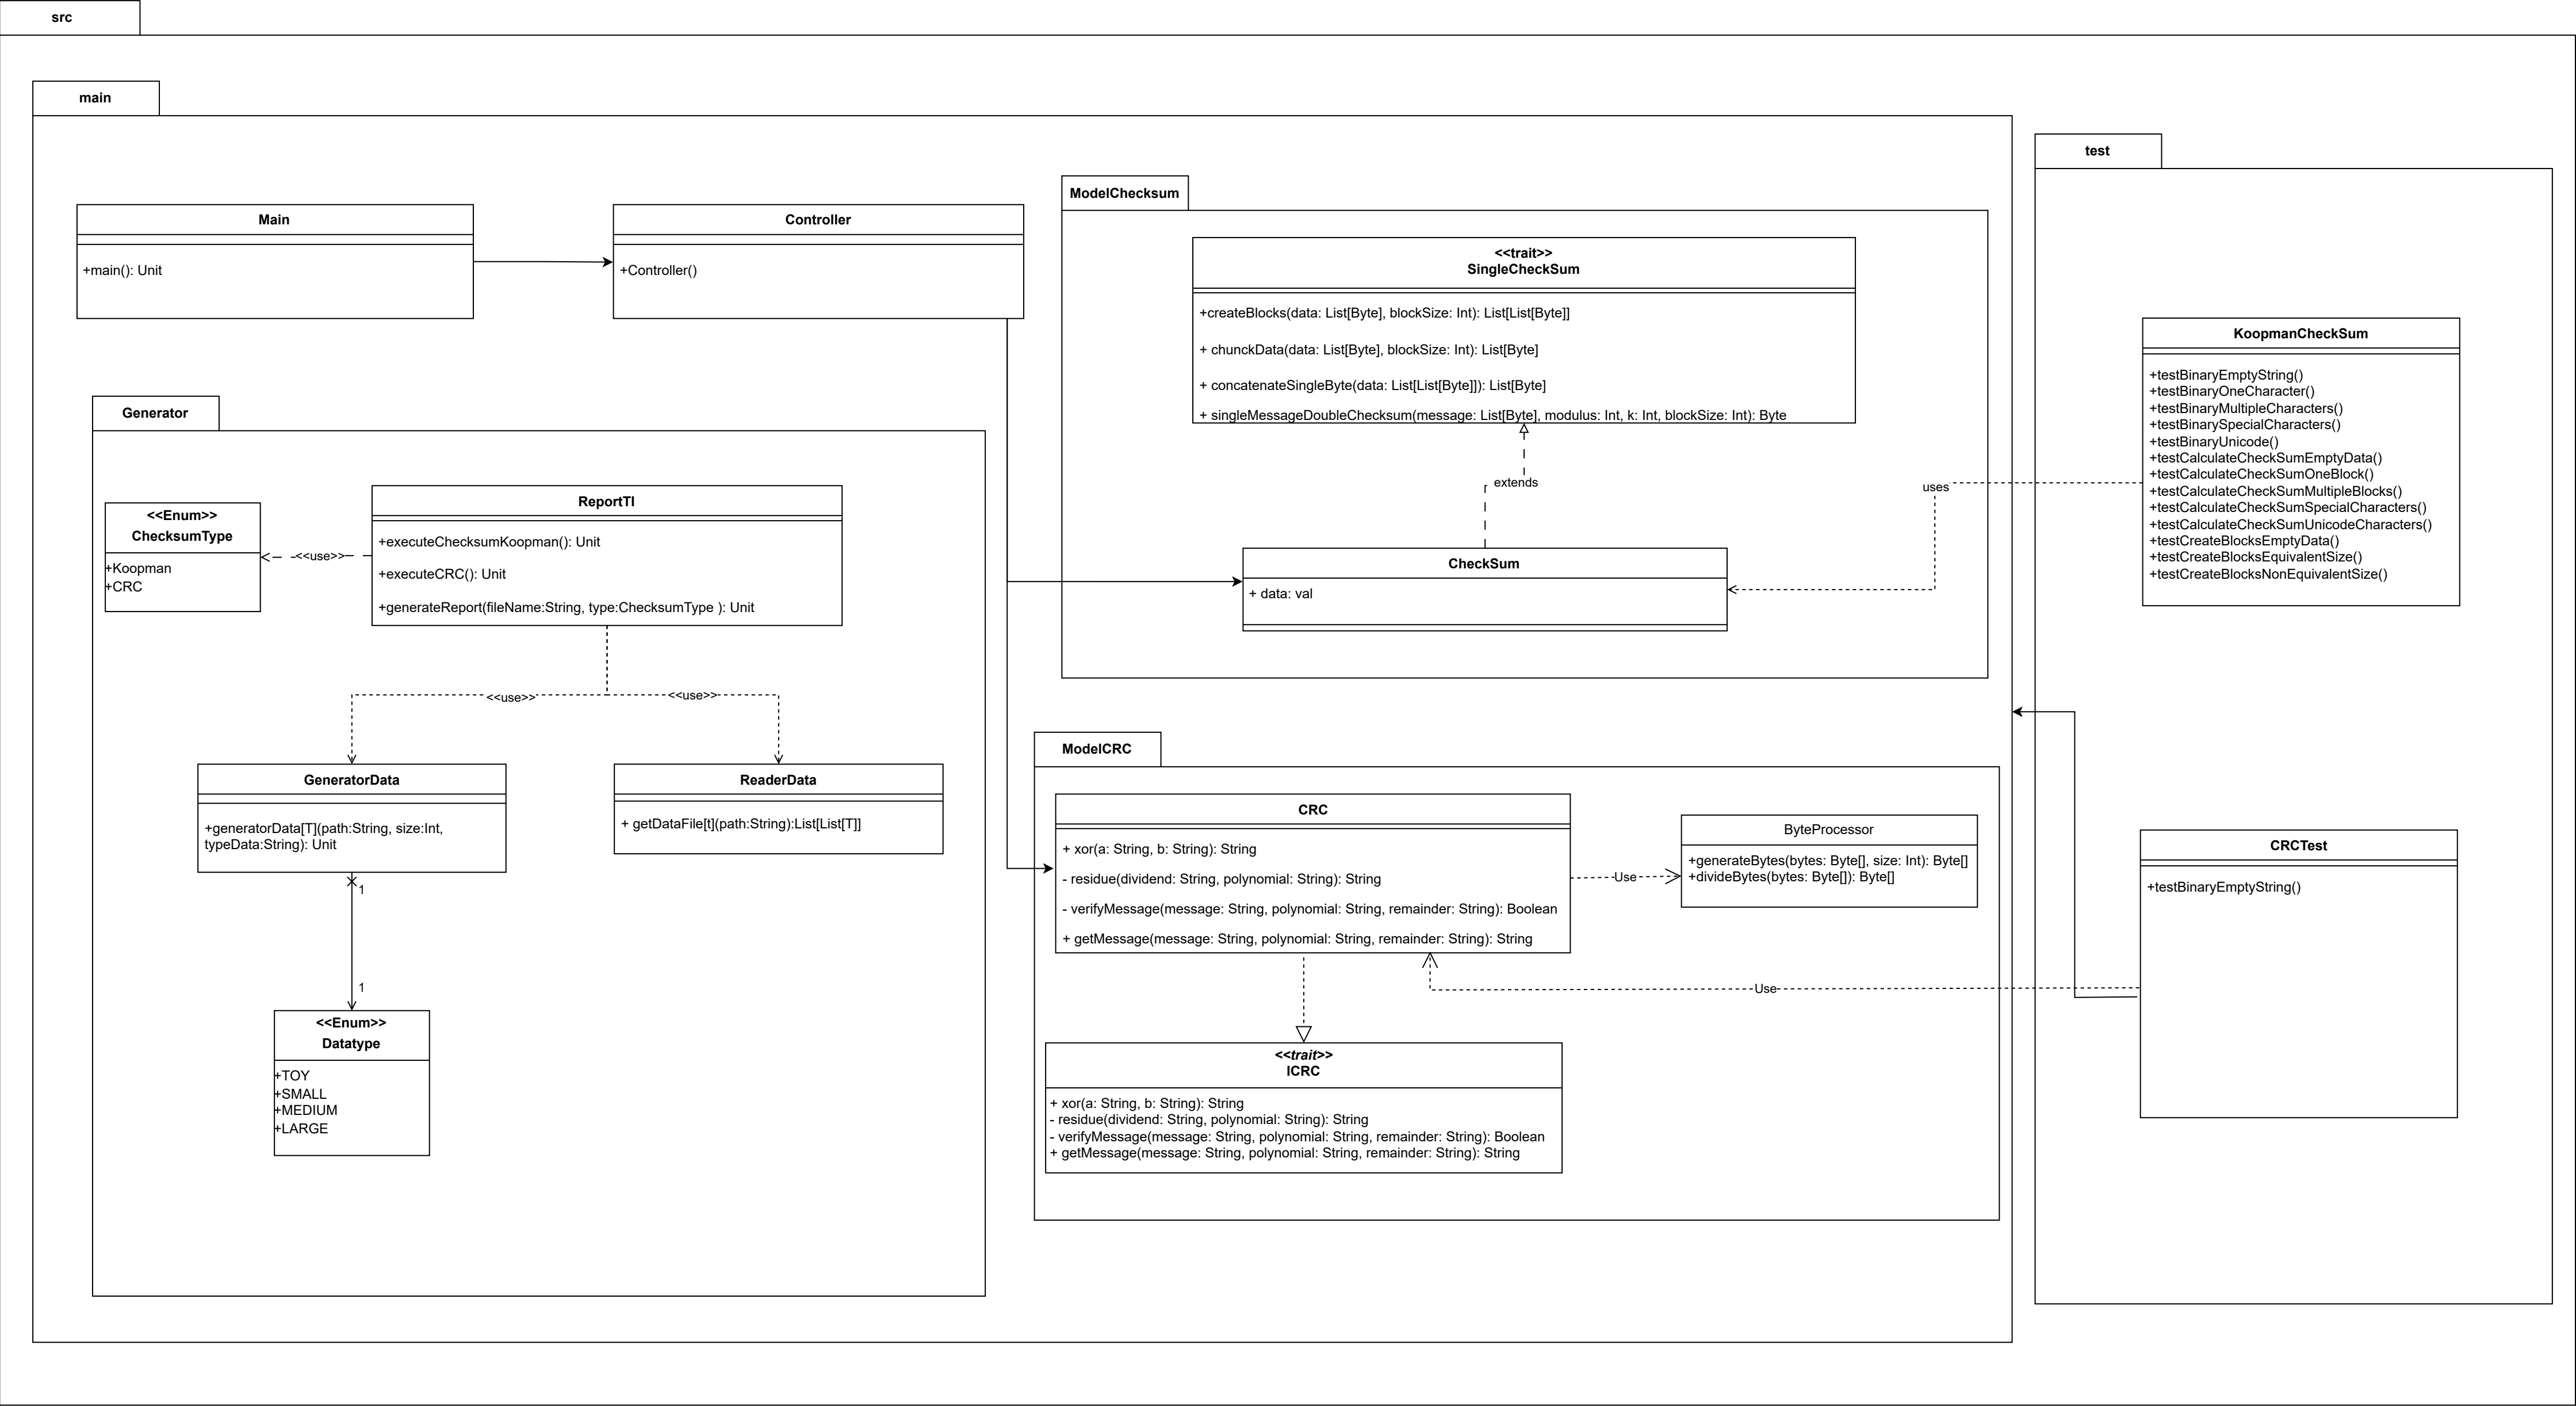 src
main
test
Main
+main(): Unit
Controller
+Controller()
ModelChecksum
<<trait>>
SingleCheckSum
+createBlocks(data: List[Byte], blockSize: Int): List[List[Byte]]
+ chunckData(data: List[Byte], blockSize: Int): List[Byte]
+ concatenateSingleByte(data: List[List[Byte]]): List[Byte]
+ singleMessageDoubleChecksum(message: List[Byte], modulus: Int, k: Int, blockSize: Int): Byte
extends
CheckSum
+ data: val
uses
KoopmanCheckSum
+testBinaryEmptyString()
+testBinaryOneCharacter()
+testBinaryMultipleCharacters()
+testBinarySpecialCharacters()
+testBinaryUnicode()
+testCalculateCheckSumEmptyData()
+testCalculateCheckSumOneBlock()
+testCalculateCheckSumMultipleBlocks()
+testCalculateCheckSumSpecialCharacters()
+testCalculateCheckSumUnicodeCharacters()
+testCreateBlocksEmptyData()
+testCreateBlocksEquivalentSize()
+testCreateBlocksNonEquivalentSize()
Generator
<<Enum>>
ChecksumType
+Koopman
+CRC
<<use>>
ReportTI
+executeChecksumKoopman(): Unit
+executeCRC(): Unit
+generateReport(fileName:String, type:ChecksumType ): Unit
<<use>>
<<use>>
GeneratorData
+generatorData[T](path:String, size:Int,
typeData:String): Unit
ReaderData
+ getDataFile[t](path:String):List[List[T]]
1
1
<<Enum>>
Datatype
+TOY
+SMALL
+MEDIUM
+LARGE
ModelCRC
CRC
+ xor(a: String, b: String): String
- residue(dividend: String, polynomial: String): String
- verifyMessage(message: String, polynomial: String, remainder: String): Boolean
+ getMessage(message: String, polynomial: String, remainder: String): String
Use
ByteProcessor
+generateBytes(bytes: Byte[], size: Int): Byte[]
+divideBytes(bytes: Byte[]): Byte[]
Use
<<trait>>
ICRC
+ xor(a: String, b: String): String
- residue(dividend: String, polynomial: String): String
- verifyMessage(message: String, polynomial: String, remainder: String): Boolean
+ getMessage(message: String, polynomial: String, remainder: String): String
CRCTest
+testBinaryEmptyString()